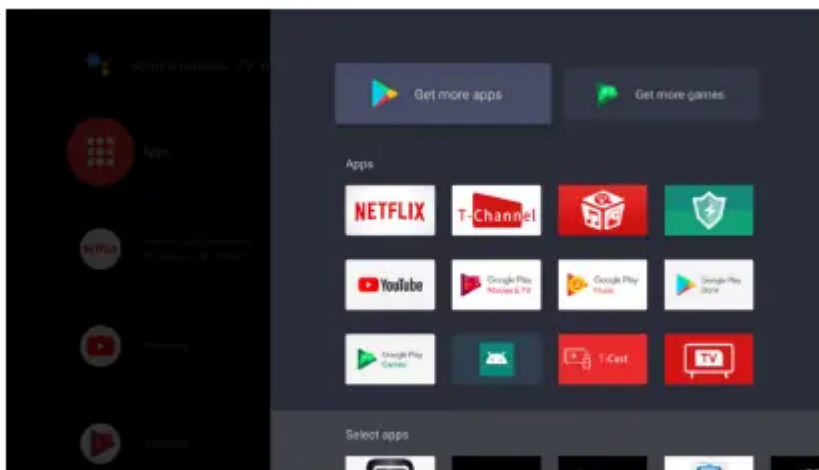 Get more apps
Get more games
Apps
Apps
NETFLIX
T-Channel
YouTube
Google Play
Movies & TV
Google Play
Music
Google Play
Store
Google Play
Games
T-Cast
TV
Select apps